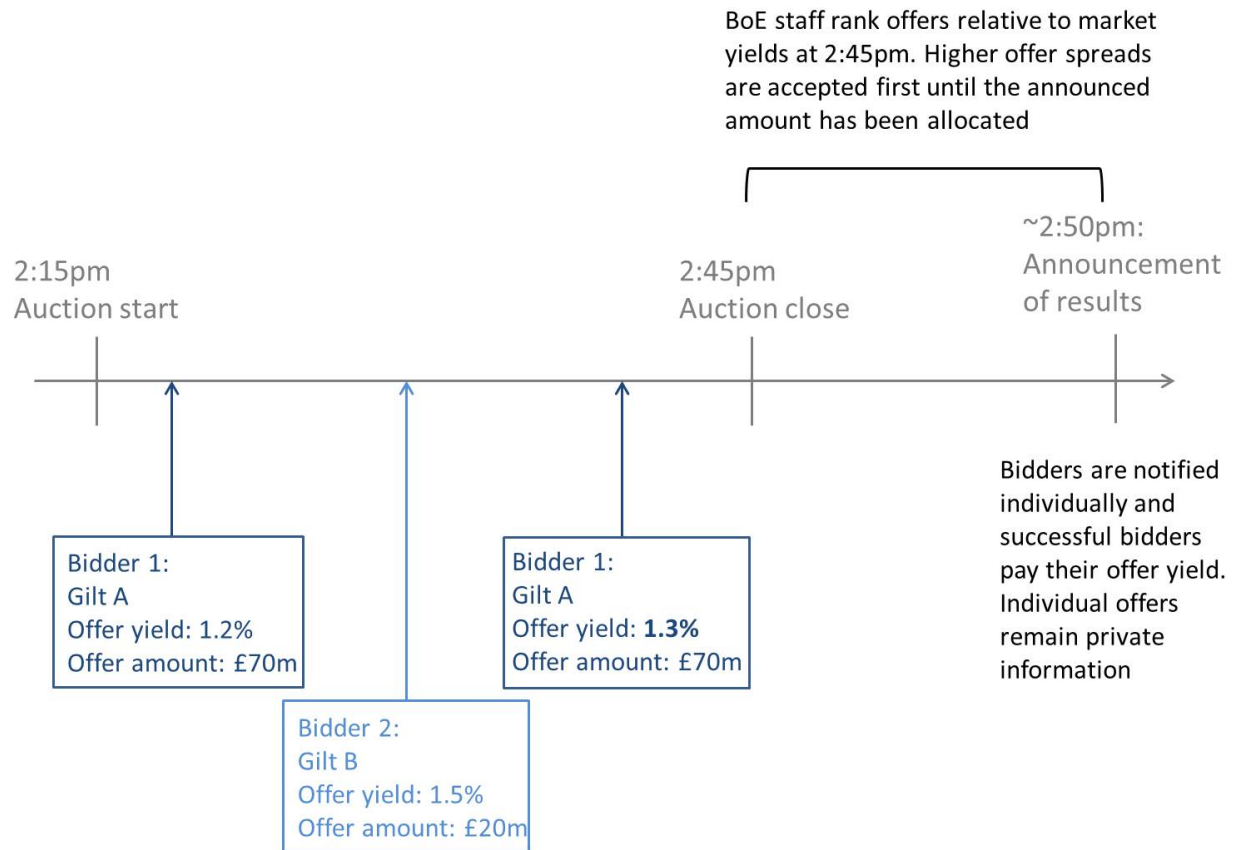 BoE staff rank offers relative to market
yields at 2:45pm. Higher offer spreads
are accepted first until the announced
amount has been allocated
2:15pm
Auction start
2:45pm
Auction close
~2:50pm:
Announcement
of results
Bidder 1:
Gilt A
Offer yield: 1.2%
Offer amount: £70m
Bidder 2:
Gilt B
Offer yield: 1.5%
Offer amount: £20m
Bidder 1:
Gilt A
Offer yield: 1.3%
Offer amount: £70m
Bidders are notified
individually and
successful bidders
pay their offer yield.
Individual offers
remain private
information